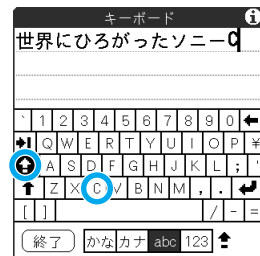 キーボード i
世界にひろがったソニーC
` 1 2 3 4 5 6 7 8 9 0 ←
Q W E R T Y U I O P ¥
A S D F G H J K L ; '
Z X C V B N M , .
[ ] / - =
終了 かな カナ abc 123